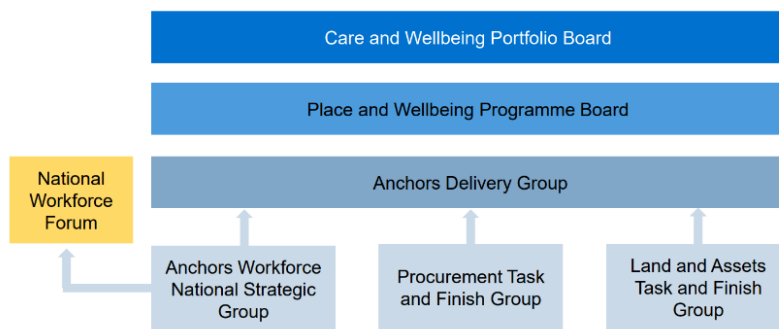 Care and Wellbeing Portfolio Board
Place and Wellbeing Programme Board
National
Workforce
Forum
Anchors Delivery Group
Anchors Workforce
National Strategic
Group
Procurement Task
and Finish Group
Land and Assets
Task and Finish
Group